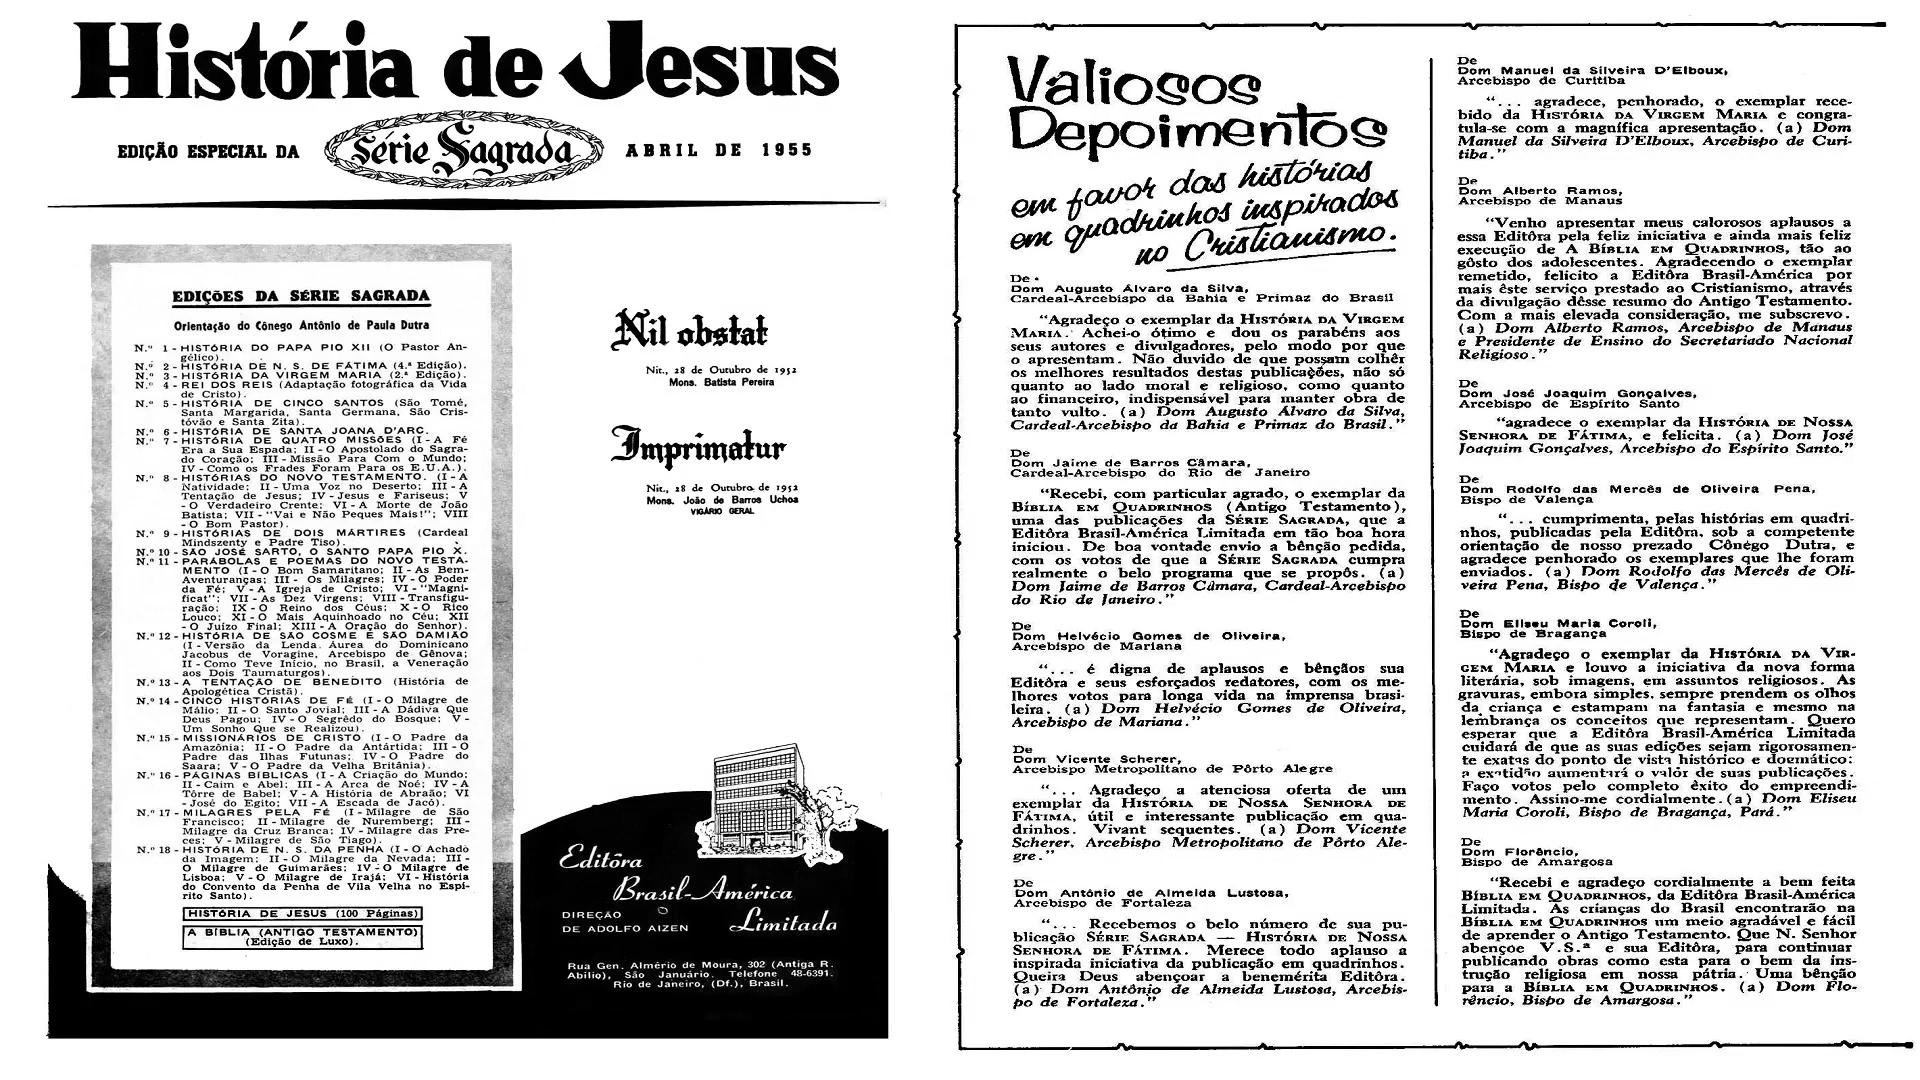 História de Jesus
EDIÇÃO ESPECIAL DA Série Sagrada ABRIL DE 1955
EDIÇÕES DA SÉRIE SAGRADA
Orientação do Cônego Antônio de Paula Dutra
N.º 1 - HISTÓRIA DO PAPA PIO XII (O Pastor An-
gélico).
N.º 2 - HISTÓRIA DE N. S. DE FÁTIMA (4.ª Edição).
N.º 3 - HISTÓRIA DA VIRGEM MARIA (2.ª Edição).
N.º 4 - REI DOS REIS (Adaptação fotográfica da Vida
de Cristo).
N.º 5 - HISTÓRIA DE CINCO SANTOS (São Tomé,
Santa Margarida, Santa Germana, São Cris-
tóvão e Santa Zita).
N.º 6 - HISTÓRIA DE SANTA JOANA D'ARC.
N.º 7 - HISTÓRIA DE QUATRO MISSÕES (I - A Fé
Era a Sua Espada; II - O Apostolado do Sagra-
do Coração; III - Missão Para Com o Mundo;
IV - Como os Frades Foram Para os E.U.A.).
N.º 8 - HISTÓRIAS DO NOVO TESTAMENTO. (I - A
Natividade; II - Uma Voz no Deserto; III - A
Tentação de Jesus; IV - Jesus e Fariseus; V
- O Verdadeiro Crente; VI - A Morte de João
Batista; VII - "Vai e Não Peques Mais!"; VIII
- O Bom Pastor).
N.º 9 - HISTÓRIAS DE DOIS MÁRTIRES (Cardeal
Mindszenty e Padre Tiso).
N.º 10 - SÃO JOSÉ SARTO, O SANTO PAPA PIO X.
N.º 11 - PARÁBOLAS E POEMAS DO NOVO TESTA-
MENTO (I - O Bom Samaritano; II - As Bem-
Aventuranças; III - Os Milagres; IV - O Poder
da Fé; V - A Igreja de Cristo; VI - "Magni-
ficat"; VII - As Dez Virgens; VIII - Transfigu-
ração; IX - O Reino dos Céus; X - O Rico
Louco; XI - O Mais Aquinhoado no Céu; XII
- O Juízo Final; XIII - A Oração do Senhor).
N.º 12 - HISTÓRIA DE SÃO COSME E SÃO DAMIÃO
(I - Versão da Lenda Áurea do Dominicano
Jacobus de Voragine, Arcebispo de Gênova;
II - Como Teve Início, no Brasil, a Veneração
aos Dois Taumaturgos).
N.º 13 - A TENTAÇÃO DE BENEDITO (História de
Apologética Cristã).
N.º 14 - CINCO HISTÓRIAS DE FÉ (I - O Milagre de
Málio; II - O Santo Jovial; III - A Dádiva Que
Deus Pagou; IV - O Segrêdo do Bosque; V -
Um Sonho Que se Realizou).
N.º 15 - MISSIONÁRIOS DE CRISTO (I - O Padre da
Amazônia; II - O Padre da Antártida; III - O
Padre das Ilhas Futunas; IV - O Padre do
Saara; V - O Padre da Velha Britânia).
N.º 16 - PÁGINAS BÍBLICAS (I - A Criação do Mundo;
II - Caim e Abel; III - A Arca de Noé; IV - A
Tôrre de Babel; V - A História de Abraão; VI
- José do Egito; VII - A Escada de Jacó).
N.º 17 - MILAGRES PELA FÉ (I - Milagre de São
Francisco; II - Milagre de Nuremberg; III -
Milagre da Cruz Branca; IV - Milagre das Pre-
ces; V - Milagre de São Tiago).
N.º 18 - HISTÓRIA DE N. S. DA PENHA (I - O Achado
da Imagem; II - O Milagre da Nevada; III -
O Milagre de Guimarães; IV - O Milagre de
Lisboa; V - O Milagre de Irajá; VI - História
do Convento da Penha de Vila Velha no Espí-
rito Santo).
HISTÓRIA DE JESUS (100 Páginas)
A BÍBLIA (ANTIGO TESTAMENTO)
(Edição de Luxo).
Nil obstat
Nit., 28 de Outubro de 1952
Mons. Batista Pereira
Imprimatur
Nit., 28 de Outubro de 1952
Mons. João de Barros Uchoa
VIGÁRIO GERAL
Editôra
Brasil-América
Limitada
DIREÇÃO
DE ADOLFO AIZEN
Rua Gen. Almério de Moura, 302 (Antiga R.
Abílio), São Januário. Telefone 48-6391.
Rio de Janeiro, (Df.), Brasil.
Valiosos
Depoimentos
em favor das histórias
em quadrinhos inspirados
no Cristianismo.
De
Dom Augusto Álvaro da Silva,
Cardeal-Arcebispo da Bahia e Primaz do Brasil
"Agradeço o exemplar da HISTÓRIA DA VIRGEM
MARIA. Achei-o ótimo e dou os parabéns aos
seus autores e divulgadores, pelo modo por que
o apresentam. Não duvido de que possam colhêr
os melhores resultados destas publicações, não só
quanto ao lado moral e religioso, como quanto
ao financeiro, indispensável para manter obra de
tanto vulto. (a) Dom Augusto Álvaro da Silva,
Cardeal-Arcebispo da Bahia e Primaz do Brasil."
De
Dom Jaime de Barros Câmara,
Cardeal-Arcebispo do Rio de Janeiro
"Recebi, com particular agrado, o exemplar da
BÍBLIA EM QUADRINHOS (Antigo Testamento),
uma das publicações da SÉRIE SAGRADA, que a
Editôra Brasil-América Limitada em tão boa hora
iniciou. De boa vontade envio a bênção pedida,
com os votos de que a SÉRIE SAGRADA cumpra
realmente o belo programa que se propôs. (a)
Dom Jaime de Barros Câmara, Cardeal-Arcebispo
do Rio de Janeiro."
De
Dom Helvécio Gomes de Oliveira,
Arcebispo de Mariana
"... é digna de aplausos e bênçãos sua
Editôra e seus esforçados redatores, com os me-
lhores votos para longa vida na imprensa brasi-
leira. (a) Dom Helvécio Gomes de Oliveira,
Arcebispo de Mariana."
De
Dom Vicente Scherer,
Arcebispo Metropolitano de Pôrto Alegre
"... Agradeço a atenciosa oferta de um
exemplar da HISTÓRIA DE NOSSA SENHORA DE
FÁTIMA, útil e interessante publicação em qua-
drinhos. Vivant sequentes. (a) Dom Vicente
Scherer, Arcebispo Metropolitano de Pôrto Ale-
gre."
De
Dom Antônio de Almeida Lustosa,
Arcebispo de Fortaleza
"... Recebemos o belo número de sua pu-
blicação SÉRIE SAGRADA — HISTÓRIA DE NOSSA
SENHORA DE FÁTIMA. Merece todo aplauso a
inspirada iniciativa da publicação em quadrinhos.
Queira Deus abençoar a benemérita Editôra.
(a) Dom Antônio de Almeida Lustosa, Arcebis-
po de Fortaleza."
De
Dom Manuel da Silveira D'Elboux,
Arcebispo de Curitiba
"... agradece, penhorado, o exemplar rece-
bido da HISTÓRIA DA VIRGEM MARIA e congra-
tula-se com a magnífica apresentação. (a) Dom
Manuel da Silveira D'Elboux, Arcebispo de Curi-
tiba."
De
Dom Alberto Ramos,
Arcebispo de Manaus
"Venho apresentar meus calorosos aplausos a
essa Editôra pela feliz iniciativa e ainda mais feliz
execução de A BÍBLIA EM QUADRINHOS, tão ao
gôsto dos adolescentes. Agradecendo o exemplar
remetido, felicito a Editôra Brasil-América por
mais êste serviço prestado ao Cristianismo, através
da divulgação dêsse resumo do Antigo Testamento.
Com a mais elevada consideração, me subscrevo.
(a) Dom Alberto Ramos, Arcebispo de Manaus
e Presidente de Ensino do Secretariado Nacional
Religioso."
De
Dom José Joaquim Gonçalves,
Arcebispo de Espírito Santo
"agradece o exemplar da HISTÓRIA DE NOSSA
SENHORA DE FÁTIMA, e felicita. (a) Dom José
Joaquim Gonçalves, Arcebispo do Espírito Santo."
De
Dom Rodolfo das Mercês de Oliveira Pena,
Bispo de Valença
"... cumprimenta, pelas histórias em quadri-
nhos, publicadas pela Editôra, sob a competente
orientação de nosso prezado Cônego Dutra, e
agradece penhorado os exemplares que lhe foram
enviados. (a) Dom Rodolfo das Mercês de Oli-
veira Pena, Bispo de Valença."
De
Dom Eliseu Maria Coroli,
Bispo de Bragança
"Agradeço o exemplar da HISTÓRIA DA VIR-
GEM MARIA e louvo a iniciativa da nova forma
literária, sob imagens, em assuntos religiosos. As
gravuras, embora simples, sempre prendem os olhos
da criança e estampam na fantasia e mesmo na
lembrança os conceitos que representam. Quero
esperar que a Editôra Brasil-América Limitada
cuidará de que as suas edições sejam rigorosamen-
te exatas do ponto de vista histórico e dogmático:
a exatidão aumentará o valor de suas publicações.
Faço votos pelo completo êxito do empreendi-
mento. Assino-me cordialmente. (a) Dom Eliseu
Maria Coroli, Bispo de Bragança, Pará."
De
Dom Florêncio,
Bispo de Amargosa
"Recebi e agradeço cordialmente a bem feita
BÍBLIA EM QUADRINHOS, da Editôra Brasil-América
Limitada. As crianças do Brasil encontrarão na
BÍBLIA EM QUADRINHOS um meio agradável e fácil
de aprender o Antigo Testamento. Que N. Senhor
abençoe V.S.ª e sua Editôra, para continuar
publicando obras como esta para o bem da ins-
trução religiosa em nossa pátria. Uma bênção
para a BÍBLIA EM QUADRINHOS. (a) Dom Flo-
rêncio, Bispo de Amargosa."